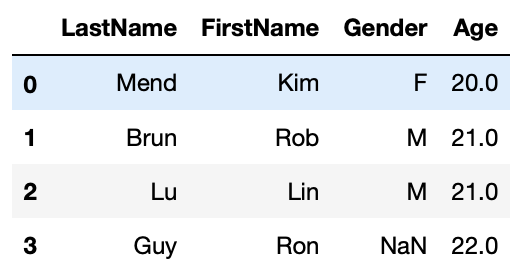 LastName FirstName Gender Age
0 Mend Kim F 20.0
1 Brun Rob M 21.0
2 Lu Lin M 21.0
3 Guy Ron NaN 22.0